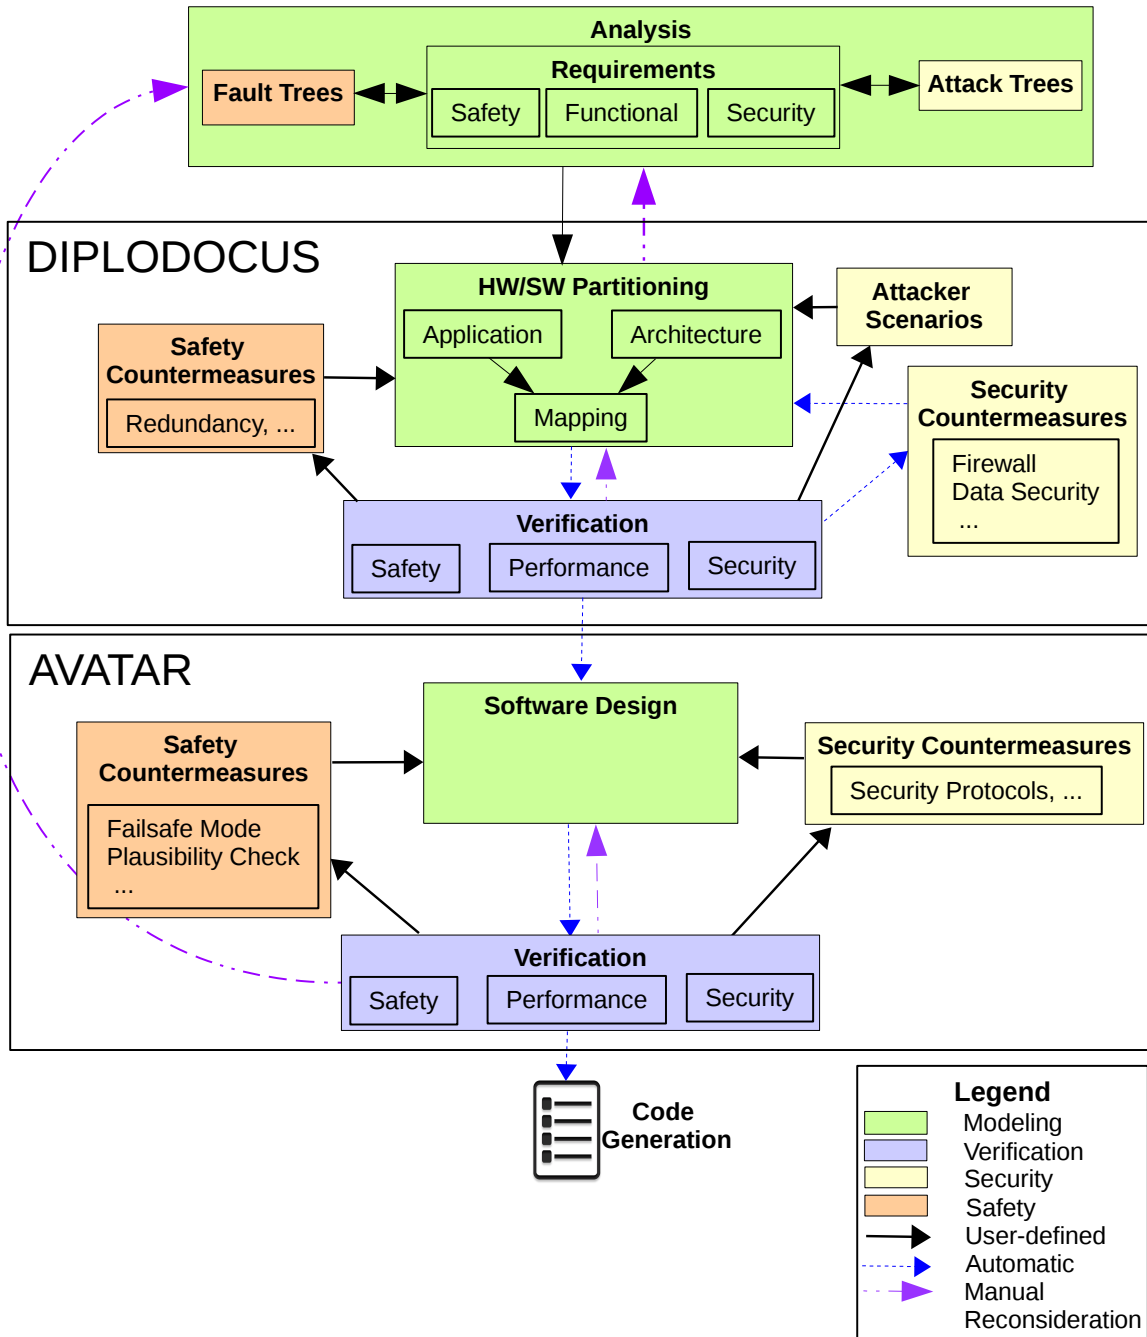 Analysis
Requirements
Fault Trees
Attack Trees
Safety
Functional
Security
DIPLODOCUS
HW/SW Partitioning
Attacker
Scenarios
Application
Architecture
Safety
Countermeasures
Redundancy, ...
Mapping
Security
Countermeasures
Firewall
Data Security
...
Verification
Safety
Performance
Security
AVATAR
Software Design
Safety
Countermeasures
Failsafe Mode
Plausibility Check
...
Security Countermeasures
Security Protocols, ...
Verification
Safety
Performance
Security
Code
Generation
Legend
Modeling
Verification
Security
Safety
User-defined
Automatic
Manual
Reconsideration